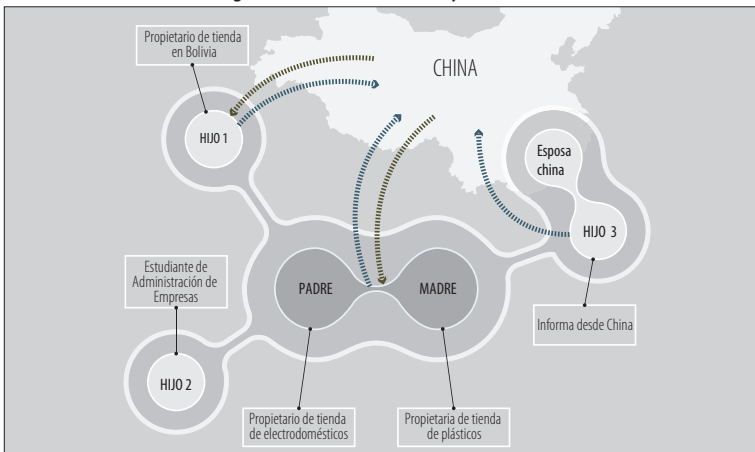 Propietario de tienda
en Bolivia
CHINA
HIJO 1
Esposa
china
HIJO 3
Estudiante de
Administración de
Empresas
PADRE
MADRE
Informa desde China
HIJO 2
Propietario de tienda
de electrodomésticos
Propietaria de tienda
de plásticos